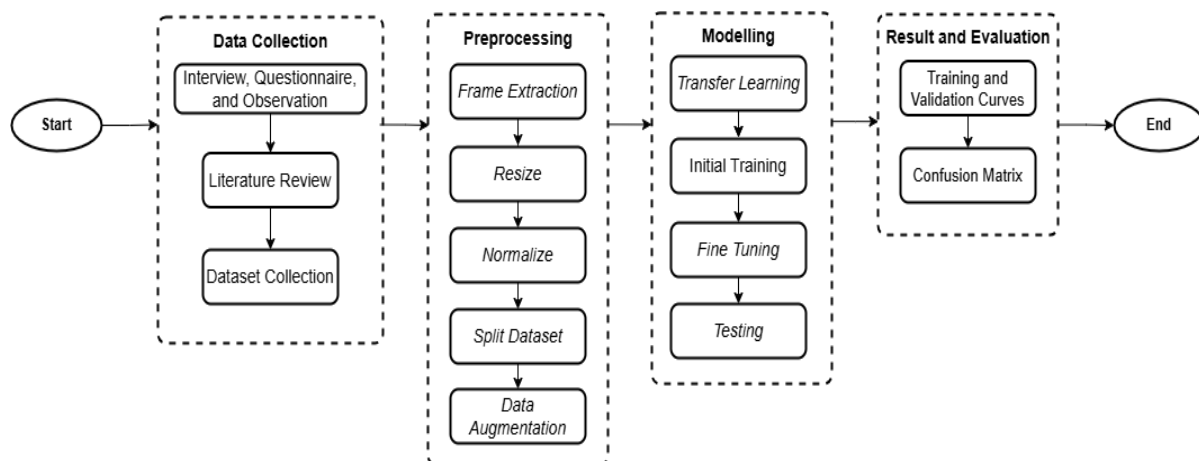 Start
Data Collection
Interview, Questionnaire,
and Observation
Literature Review
Dataset Collection
Preprocessing
Frame Extraction
Resize
Normalize
Split Dataset
Data
Augmentation
Modelling
Transfer Learning
Initial Training
Fine Tuning
Testing
Result and Evaluation
Training and
Validation Curves
Confusion Matrix
End